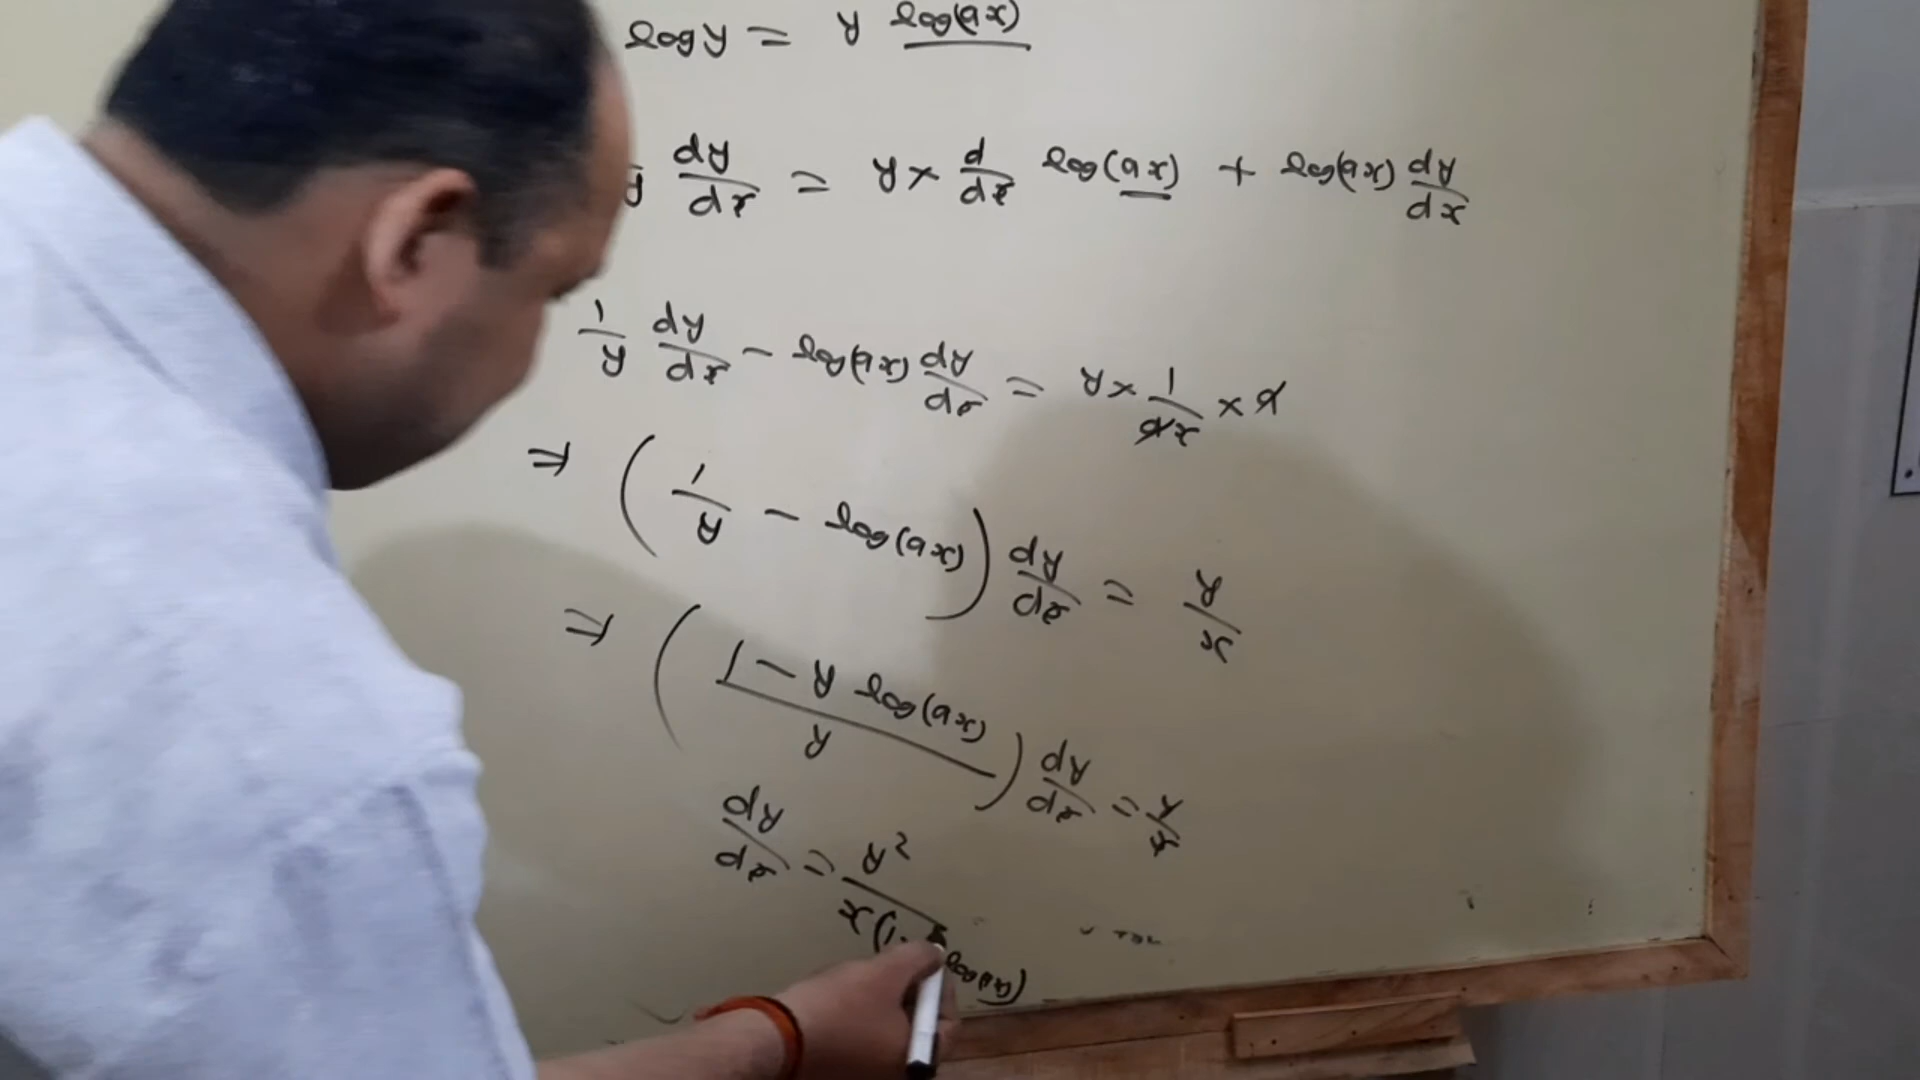 log y = y log(ax)
y dy/dx = y × d/dx log(ax) + log(ax) dy/dx
1/y dy/dx - log(ax) dy/dx = y × 1/ax × a
⇒ (1/y - log(ax)) dy/dx = y/x
⇒ ((1 - y log(ax))/y) dy/dx = y/x
dy/dx = y²/x(1- log(ax)